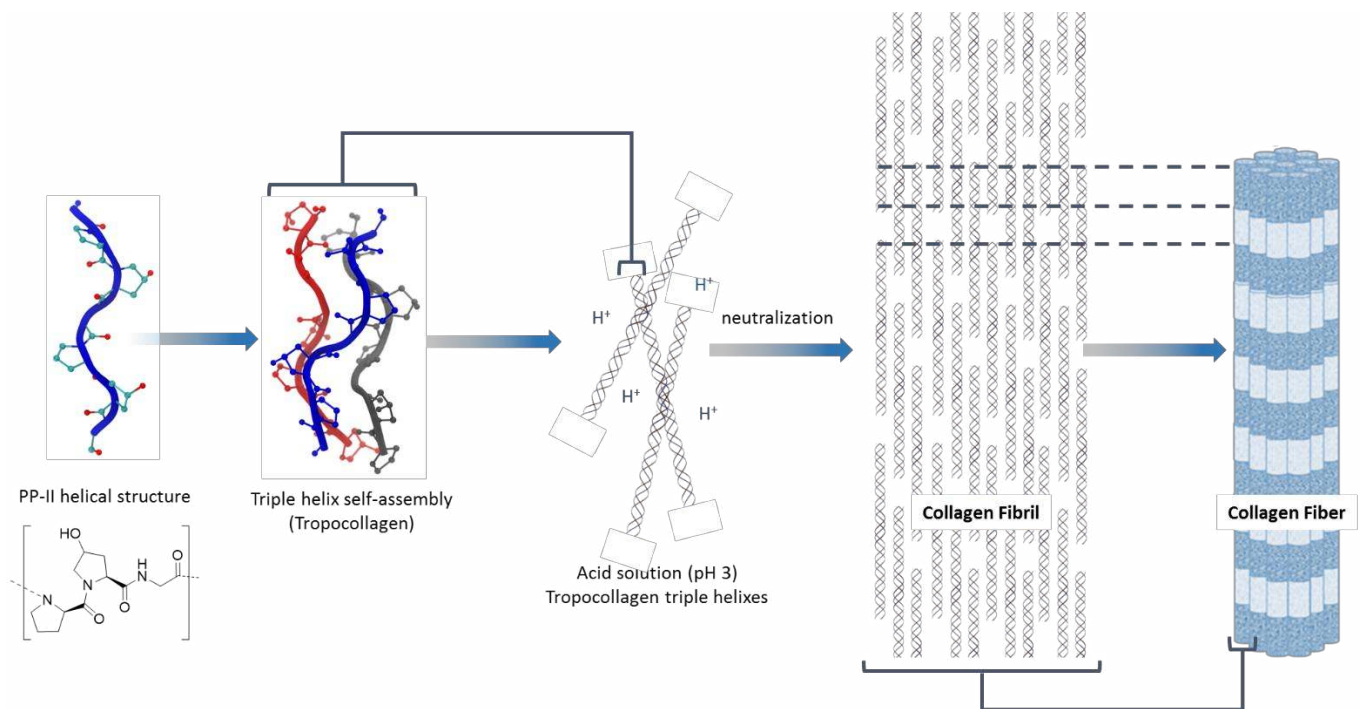 PP-II helical structure
HO
N
N
H
N
O
O
O
Triple helix self-assembly
(Tropocollagen)
H+
H+
H+
H+
Acid solution (pH 3)
Tropocollagen triple helixes
neutralization
Collagen Fibril
Collagen Fiber